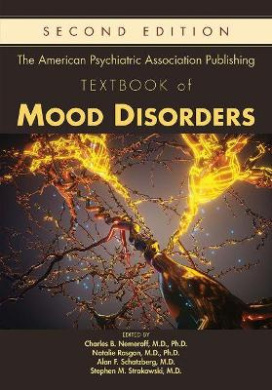 SECOND EDITION
The American Psychiatric Association Publishing
TEXTBOOK of
MOOD DISORDERS
EDITED BY
Charles B. Nemeroff, M.D., Ph.D.
Natalie Rasgon, M.D., Ph.D.
Alan F. Schatzberg, M.D.
Stephen M. Strakowski, M.D.